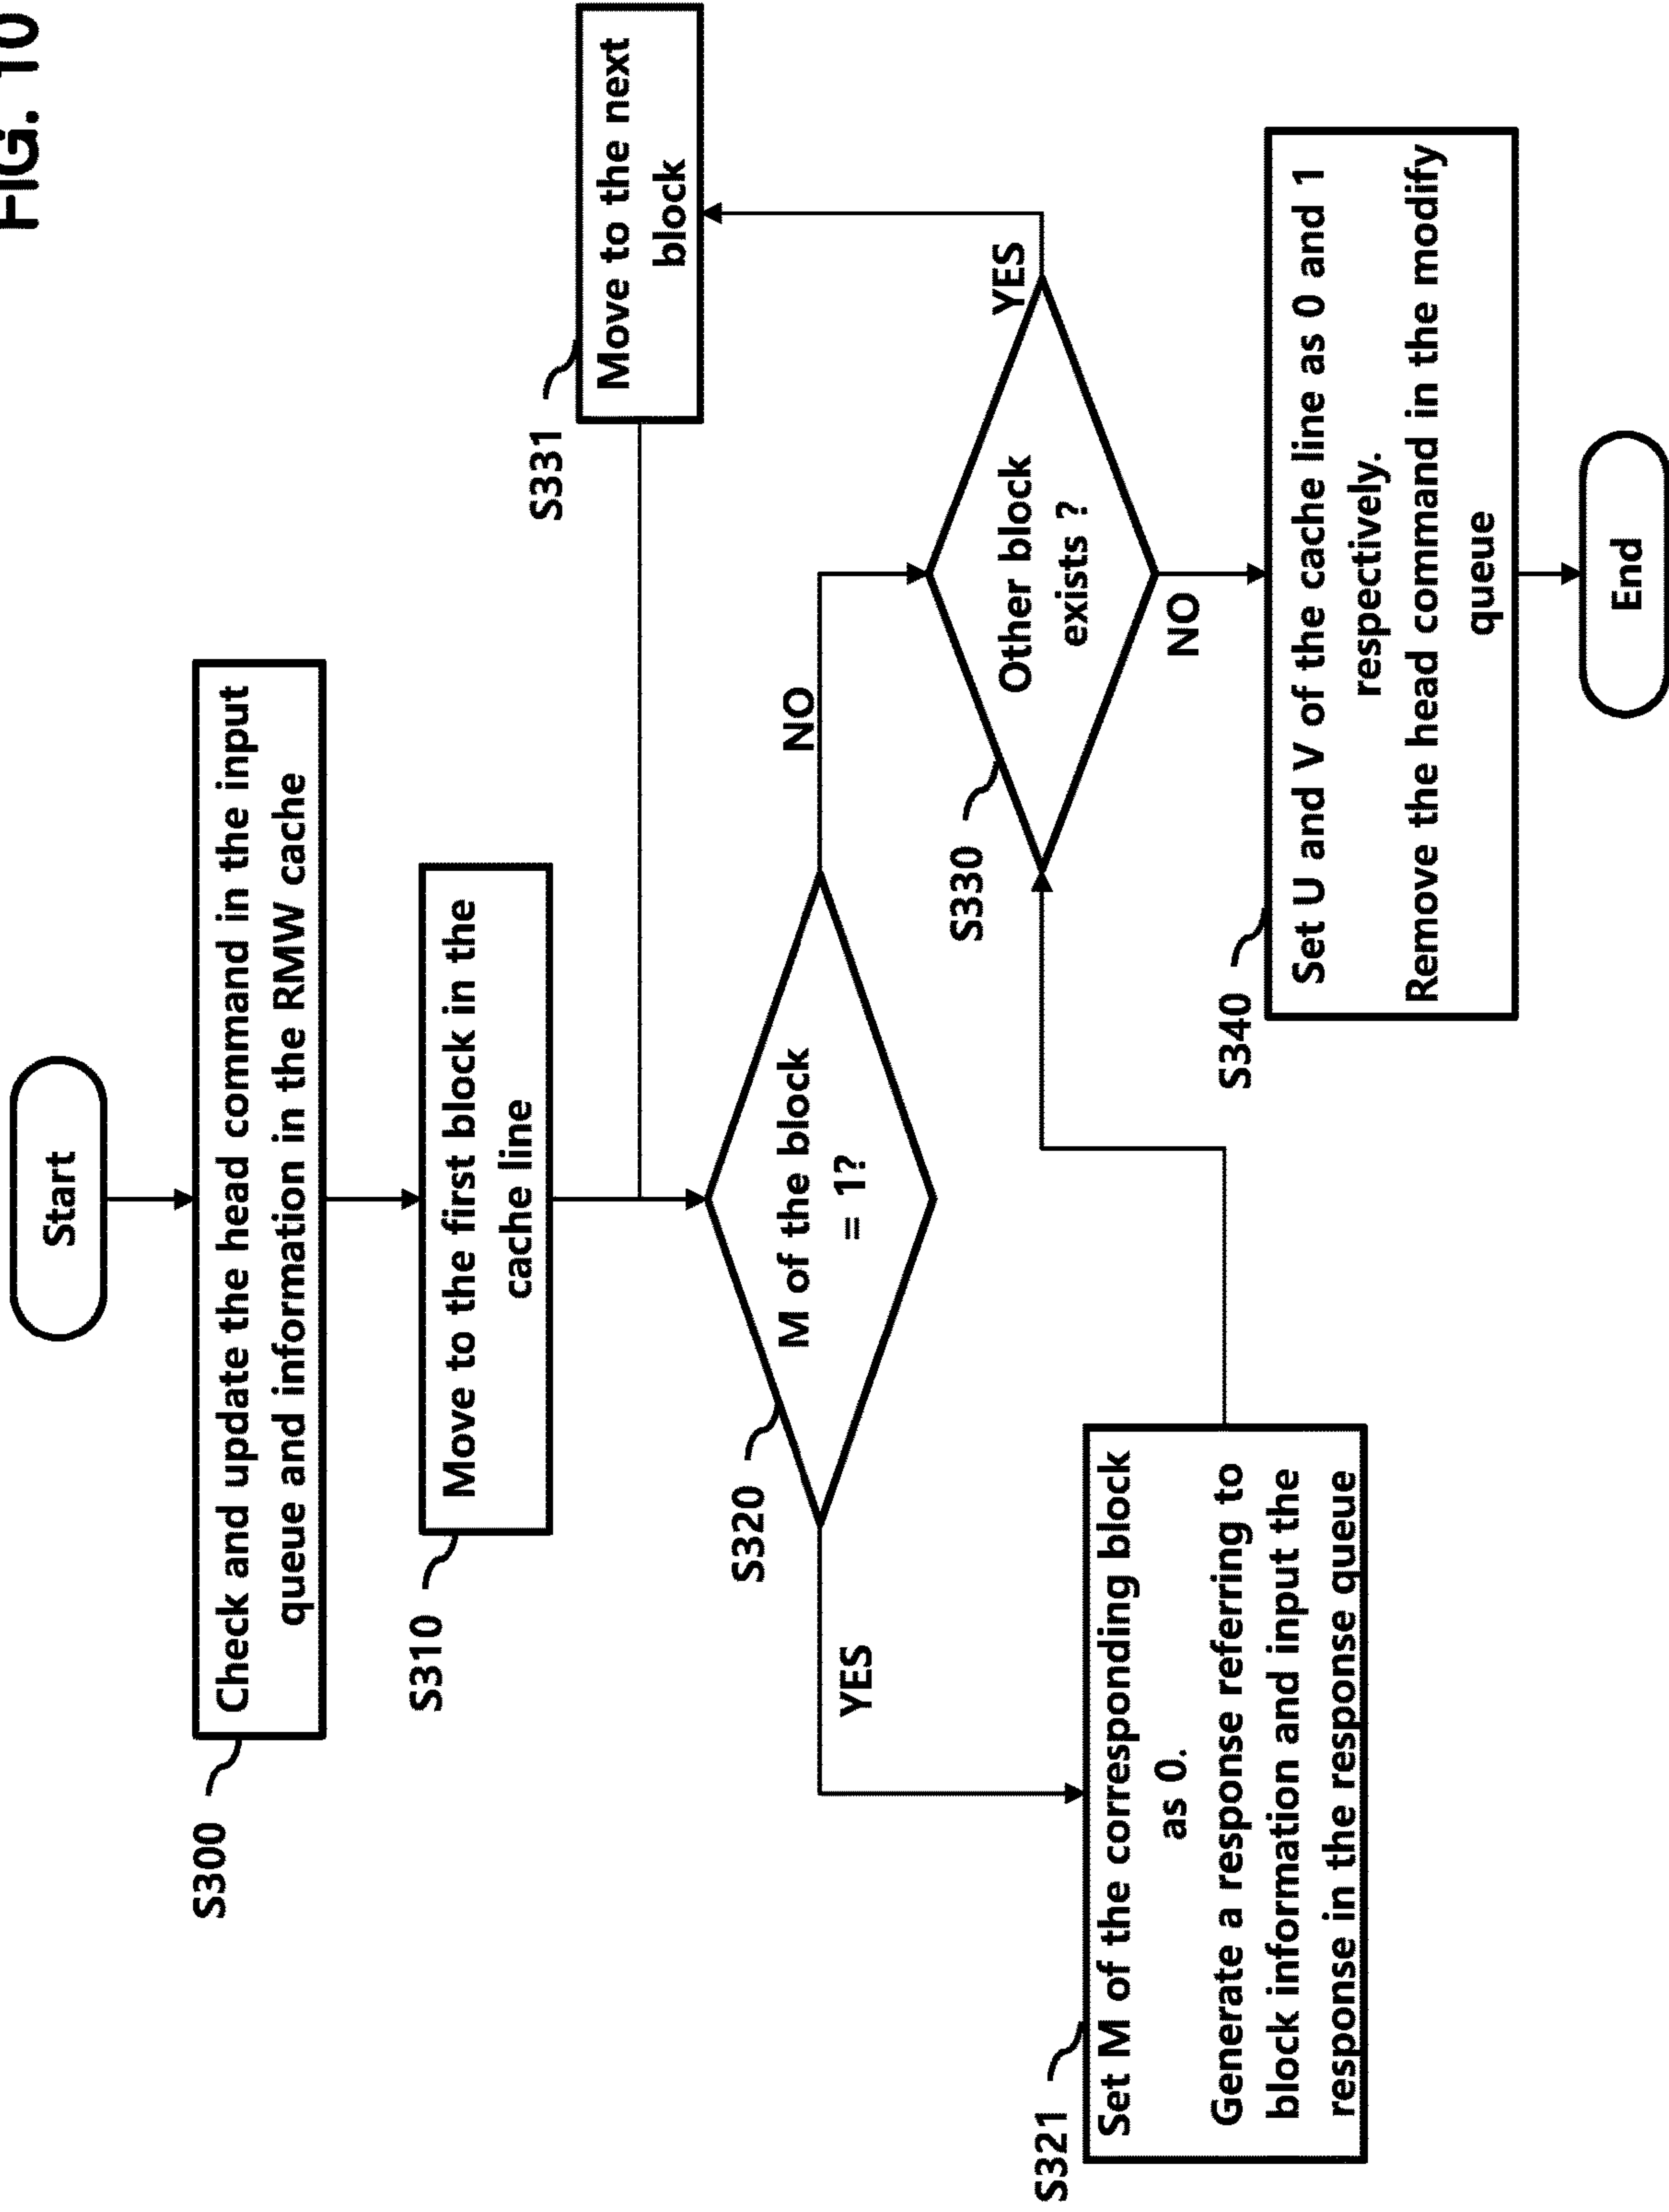 FIG. 10
Start
S300
Check and update the head command in the input
queue and information in the RMW cache
S310
Move to the first block in the
cache line
S320
M of the block
= 1?
YES
NO
S321
Set M of the corresponding block
as 0.
Generate a response referring to
block information and input the
response in the response queue
S330
Other block
exists ?
YES
NO
S331
Move to the next
block
S340
Set U and V of the cache line as 0 and 1
respectively.
Remove the head command in the modify
queue
End